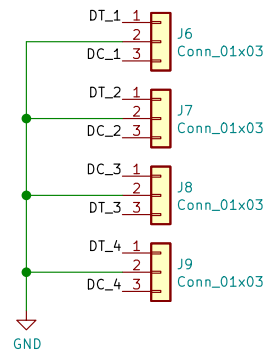 DT_1 1 J6
2 Conn_01x03
DC_1 3
DT_2 1 J7
2 Conn_01x03
DC_2 3
DC_3 1 J8
2 Conn_01x03
DT_3 3
DT_4 1 J9
2 Conn_01x03
DC_4 3
GND